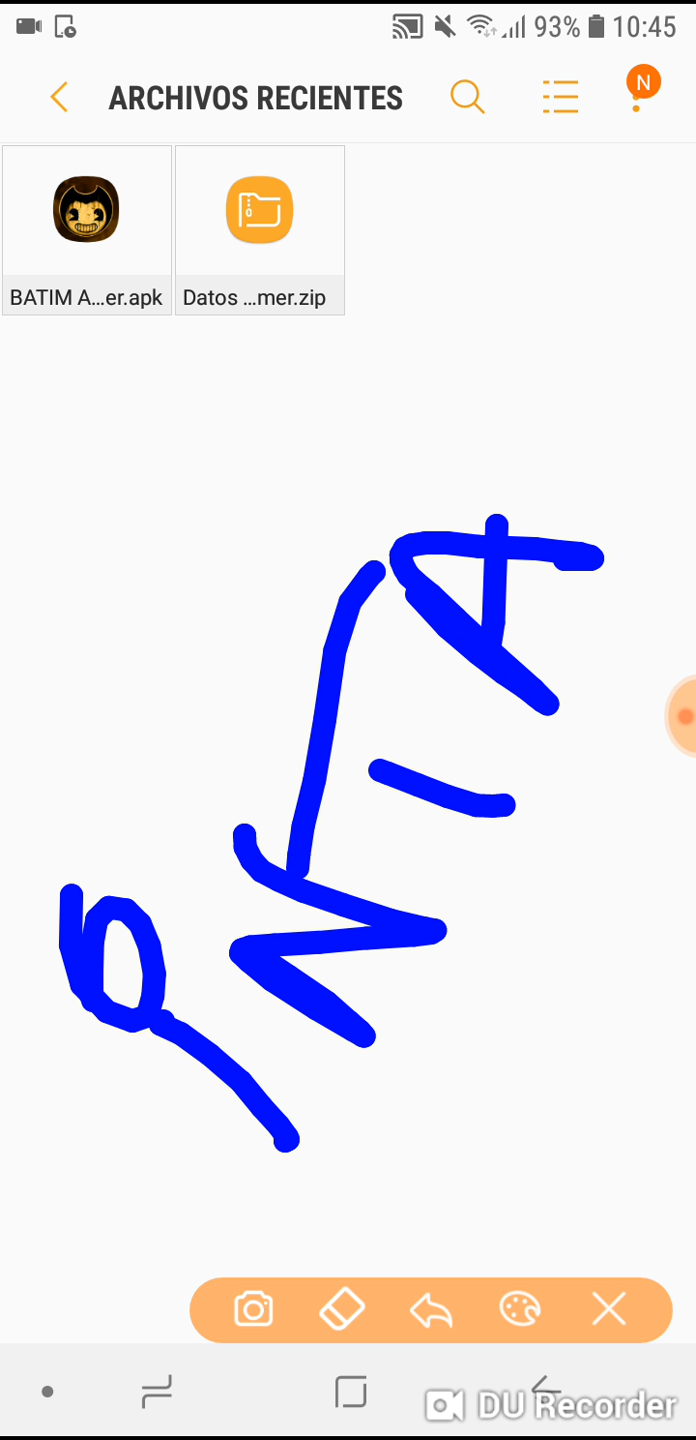 93% 10:45
ARCHIVOS RECIENTES
N
BATIM A...er.apk
Datos ...mer.zip
DU Recorder